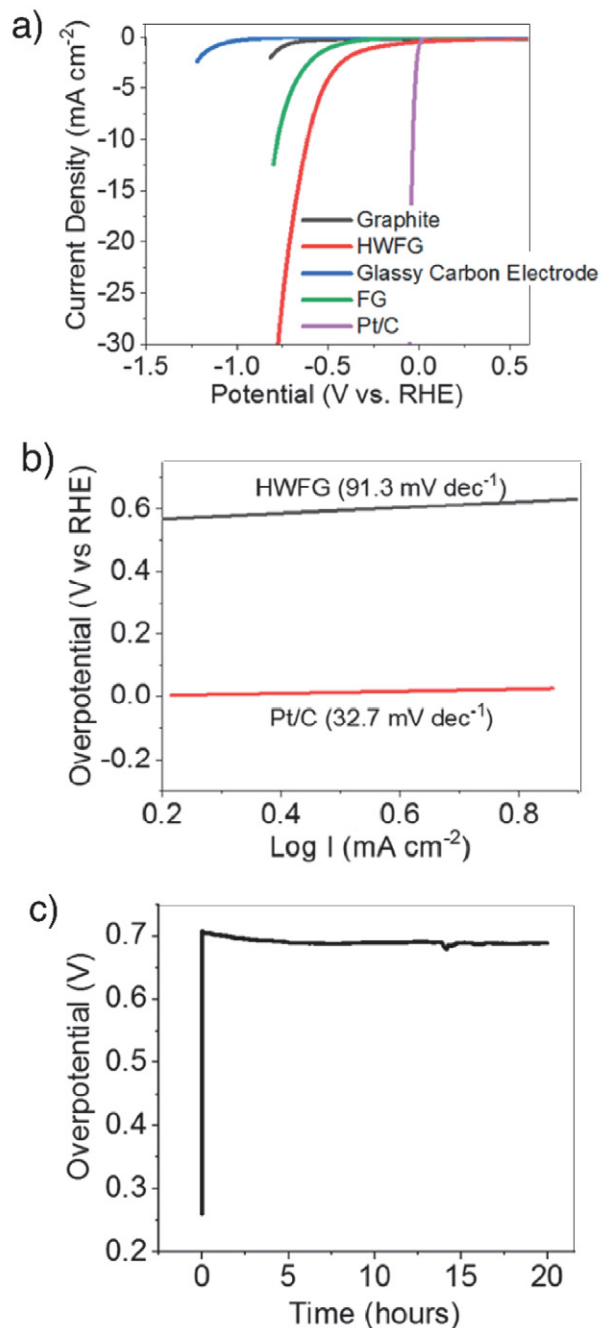 a)
0
-5
-10
-15
-20
-25
-30
Current Density (mA cm⁻²)
Graphite
HWFG
Glassy Carbon Electrode
FG
Pt/C
-1.5 -1.0 -0.5 0.0 0.5
Potential (V vs. RHE)
b)
HWFG (91.3 mV dec⁻¹)
0.6
0.4
0.2
0.0
-0.2
Overpotential (V vs RHE)
Pt/C (32.7 mV dec⁻¹)
0.2 0.4 0.6 0.8
Log I (mA cm⁻²)
c)
0.7
0.6
0.5
0.4
0.3
0.2
Overpotential (V)
0 5 10 15 20
Time (hours)